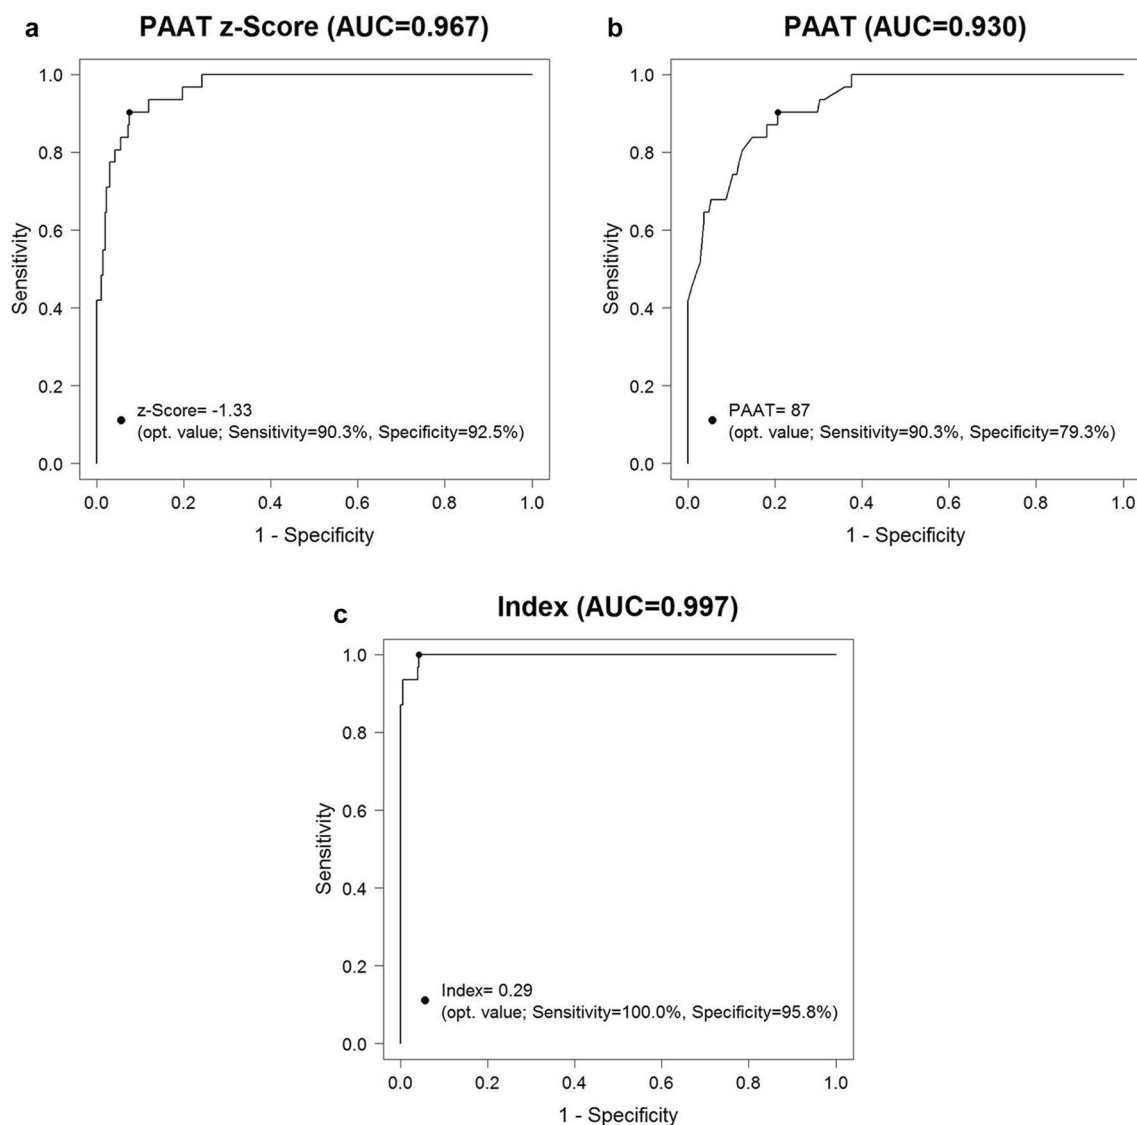 a
PAAT z-Score (AUC=0.967)
Sensitivity
1.0
0.8
0.6
0.4
0.2
0.0
z-Score= -1.33
(opt. value; Sensitivity=90.3%, Specificity=92.5%)
0.0 0.2 0.4 0.6 0.8 1.0
1 - Specificity
b
PAAT (AUC=0.930)
Sensitivity
1.0
0.8
0.6
0.4
0.2
0.0
PAAT= 87
(opt. value; Sensitivity=90.3%, Specificity=79.3%)
0.0 0.2 0.4 0.6 0.8 1.0
1 - Specificity
c
Index (AUC=0.997)
Sensitivity
1.0
0.8
0.6
0.4
0.2
0.0
Index= 0.29
(opt. value; Sensitivity=100.0%, Specificity=95.8%)
0.0 0.2 0.4 0.6 0.8 1.0
1 - Specificity